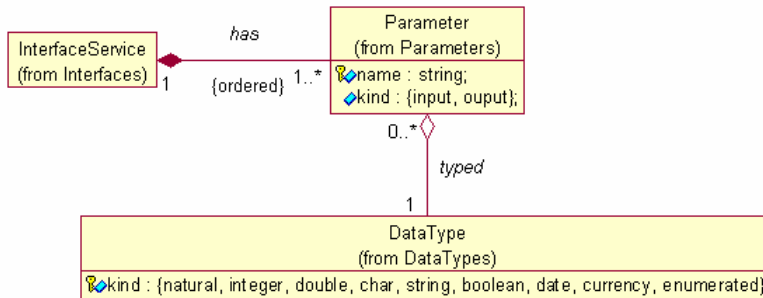 Parameter
(from Parameters)
name : string;
kind : {input, ouput};
InterfaceService
(from Interfaces)
has
{ordered}
1
1..*
0..*
typed
1
DataType
(from DataTypes)
kind : {natural, integer, double, char, string, boolean, date, currency, enumerated}